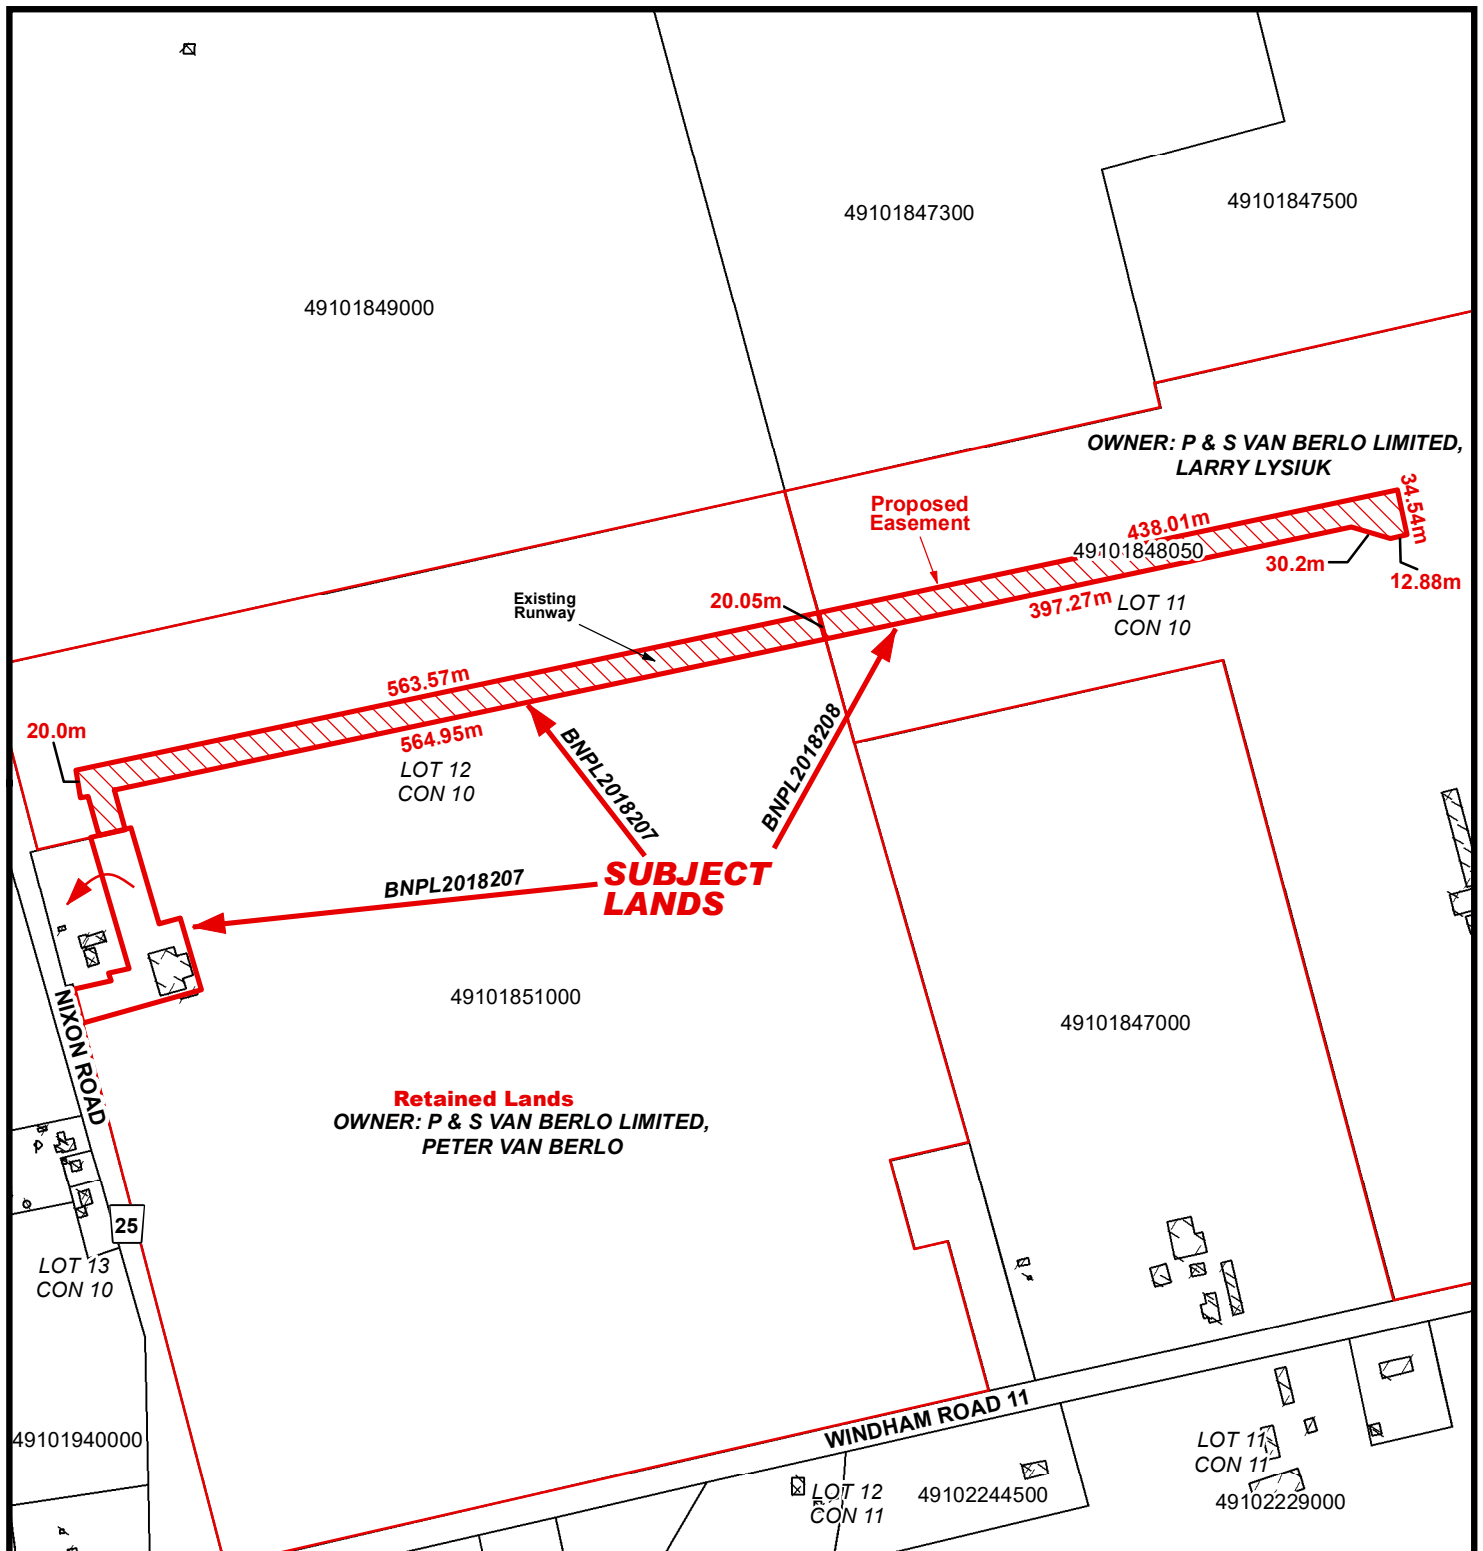 49101847500
49101847300
49101849000
OWNER: P & S VAN BERLO LIMITED,
LARRY LYSIUK
34.54m
Proposed
Easement
438.01m
49101848050
30.2m
12.88m
Existing
Runway
20.05m
397.27m
LOT 11
CON 10
563.57m
20.0m
564.95m
LOT 12
CON 10
BNPL2018207
BNPL2018208
SUBJECT
LANDS
BNPL2018207
49101851000
49101847000
NIXON ROAD
Retained Lands
OWNER: P & S VAN BERLO LIMITED,
PETER VAN BERLO
25
LOT 13
CON 10
WINDHAM ROAD 11
49101940000
LOT 11
CON 11
LOT 12
CON 11
49102244500
49102229000